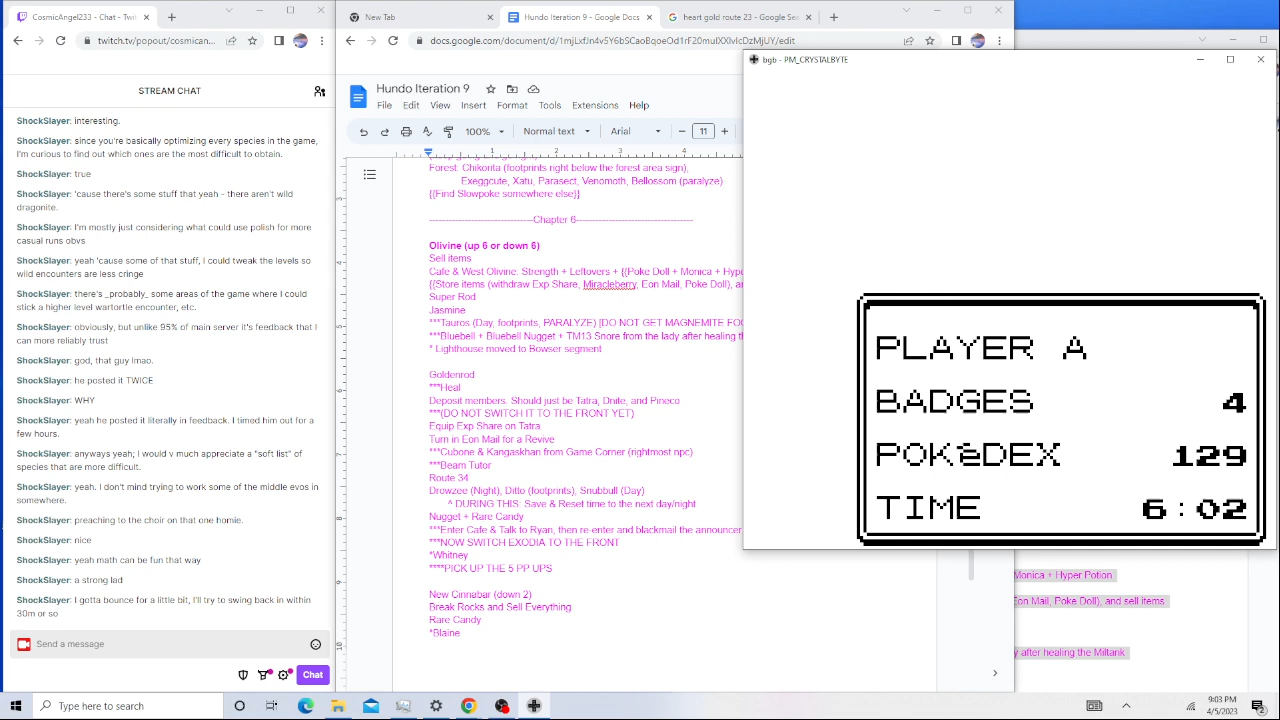 CosmicAngel233 - Chat - Twit
New Tab
Hundo Iteration 9 - Google Docs
heart gold route 23 - Google Sea
twitch.tv/popout/cosmican...
docs.google.com/document/d/1mjLxfJn4v5Y6bSCaoBqoeOd1rF20mulXXlvIcDzMjUY/edit
bgb - PM_CRYSTALBYTE
STREAM CHAT
ShockSlayer: interesting.
ShockSlayer: since you're basically optimizing every species in the game,
I'm curious to find out which ones are the most difficult to obtain.
ShockSlayer: true
ShockSlayer: 'cause there's some stuff that yeah - there aren't wild
dragonite.
ShockSlayer: I'm mostly just considering what could use polish for more
casual runs obvs
ShockSlayer: yeah 'cause some of that stuff, I could tweak the levels so
wild encounters are less cringe
ShockSlayer: there's _probably_ some areas of the game where I could
stick a higher level wartortle encounter, etc.
ShockSlayer: obviously, but unlike 95% of main server it's feedback that I
can more reliably trust
ShockSlayer: god, that guy lmao.
ShockSlayer: he posted it TWICE
ShockSlayer: WHY
ShockSlayer: yeah he posted it literally in feedback. I timed him out for a
few hours.
ShockSlayer: anyways yeah; I would v much appreciate a "soft list" of
species that are more difficult.
ShockSlayer: yeah. I don't mind trying to work some of the middle evos in
somewhere.
ShockSlayer: preaching to the choir on that one homie.
ShockSlayer: nice
ShockSlayer: yeah math can be fun that way
ShockSlayer: a strong lad
ShockSlayer: I gotta bounce for a little bit, I'll try to swing back in within
30m or so
Send a message
Chat
Hundo Iteration 9
File Edit View Insert Format Tools Extensions Help
100% Normal text Arial 11
1 2 3 4
Forest. Chikorita (footprints right below the forest area sign),
Exeggcute, Xatu, Parasect, Venomoth, Bellossom (paralyze)
{{Find Slowpoke somewhere else}}
--------------------------------Chapter 6-------------------------------------
Olivine (up 6 or down 6)
Sell items
Cafe & West Olivine. Strength + Leftovers + {{Poke Doll + Monica + Hype
{{Store items (withdraw Exp Share, Miracleberry, Eon Mail, Poke Doll), an
Super Rod
Jasmine
***Tauros (Day, footprints, PARALYZE) [DO NOT GET MAGNEMITE FOO
***Bluebell + Bluebell Nugget + TM13 Snore from the lady after healing th
* Lighthouse moved to Bowser segment
Goldenrod
***Heal
Deposit members. Should just be Tatra, Dnite, and Pineco
***(DO NOT SWITCH IT TO THE FRONT YET)
Equip Exp Share on Tatra
Turn in Eon Mail for a Revive
***Cubone & Kangaskhan from Game Corner (rightmost npc)
***Beam Tutor
Route 34
Drowzee (Night), Ditto (footprints), Snubbull (Day)
^ DURING THIS: Save & Reset time to the next day/night
Nugget + Rare Candy
***Enter Cafe & Talk to Ryan, then re-enter and blackmail the announcer
***NOW SWITCH EXODIA TO THE FRONT
*Whitney
****PICK UP THE 5 PP UPS
New Cinnabar (down 2)
Break Rocks and Sell Everything
Rare Candy
*Blaine
PLAYER A
BADGES 4
POKéDEX 129
TIME 6:02
Monica + Hyper Potion
Eon Mail, Poke Doll), and sell items
y after healing the Miltank
Type here to search
9:03 PM
4/5/2023
2